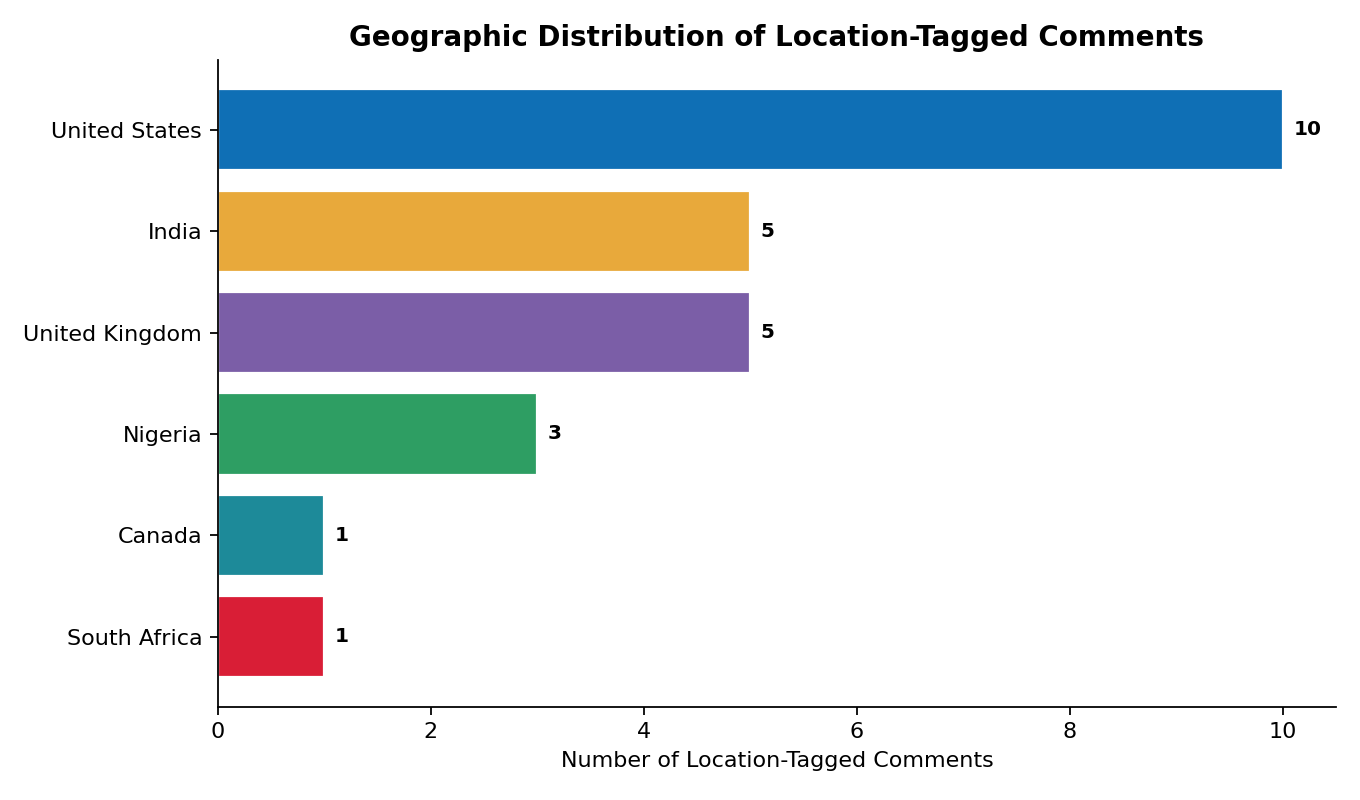 Geographic Distribution of Location-Tagged Comments
United States
10
India
5
United Kingdom
5
Nigeria
3
Canada
1
South Africa
1
0 2 4 6 8 10
Number of Location-Tagged Comments